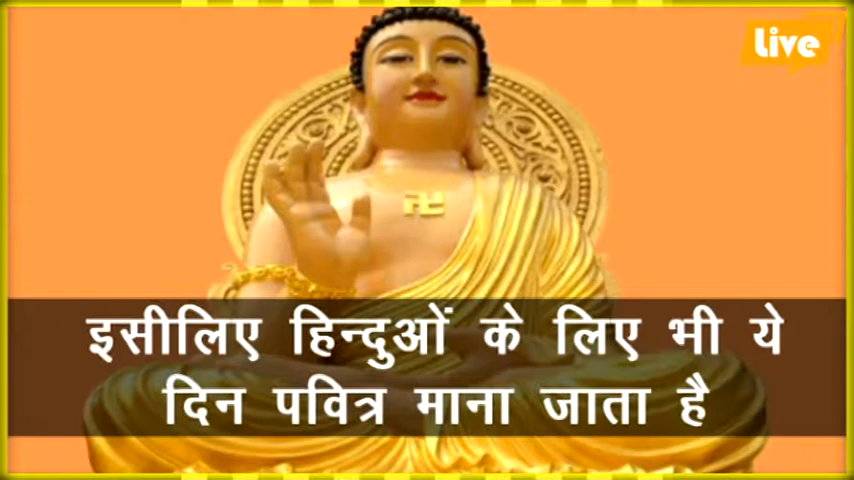 Live
इसीलिए हिन्दुओं के लिए भी ये
दिन पवित्र माना जाता है